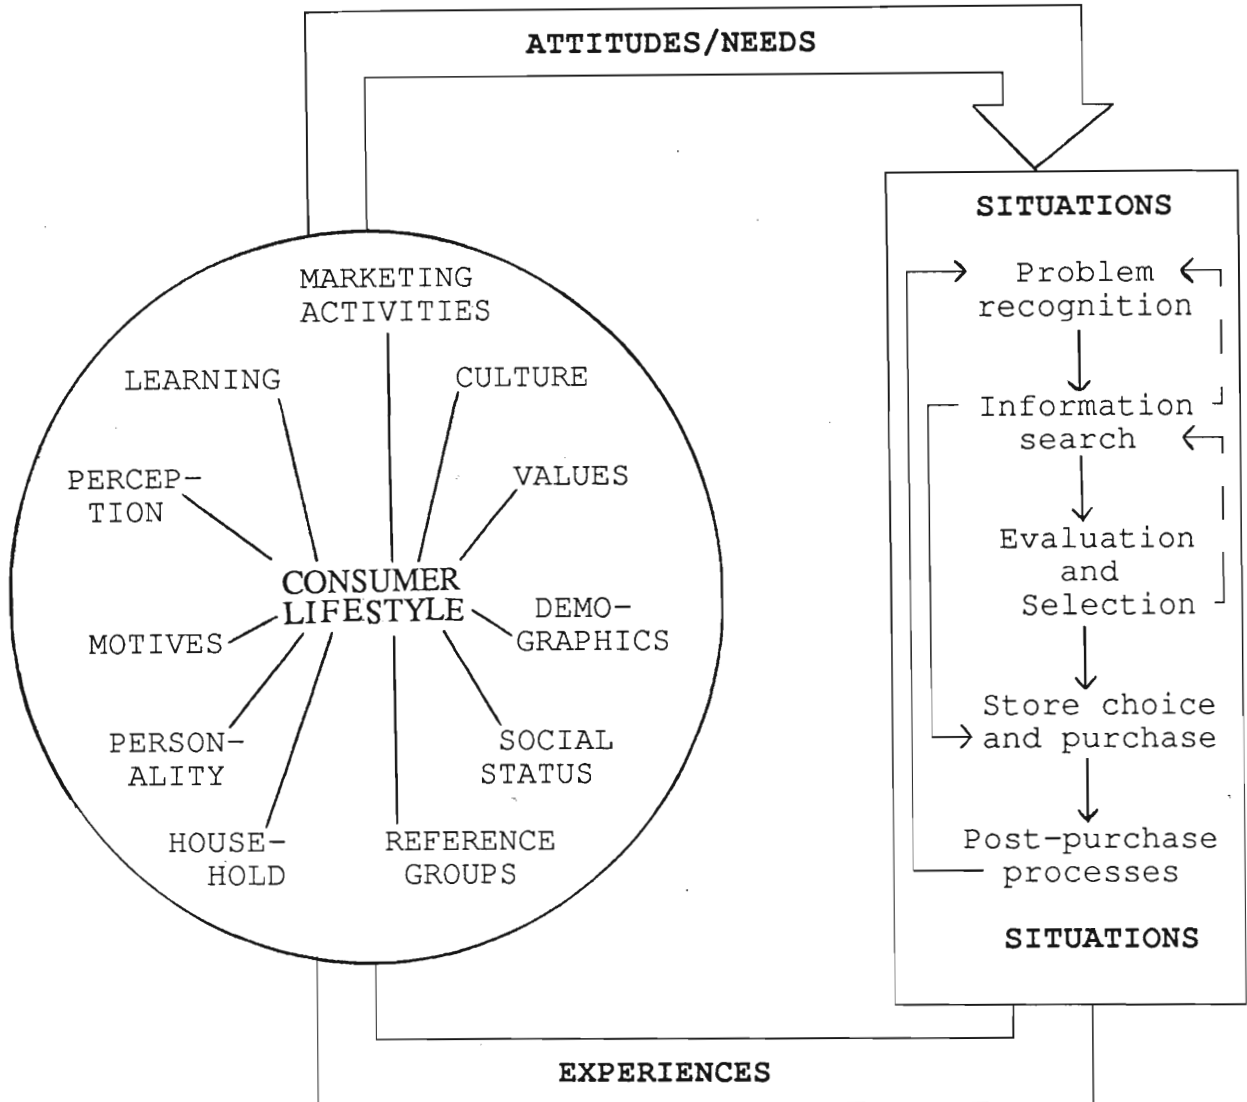 ATTITUDES/NEEDS
MARKETING
ACTIVITIES
LEARNING
CULTURE
PERCEP-
TION
VALUES
CONSUMER
LIFESTYLE
MOTIVES
DEMO-
GRAPHICS
PERSON-
ALITY
SOCIAL
STATUS
HOUSE-
HOLD
REFERENCE
GROUPS
SITUATIONS
Problem
recognition
Information
search
Evaluation
and
Selection
Store choice
and purchase
Post-purchase
processes
SITUATIONS
EXPERIENCES